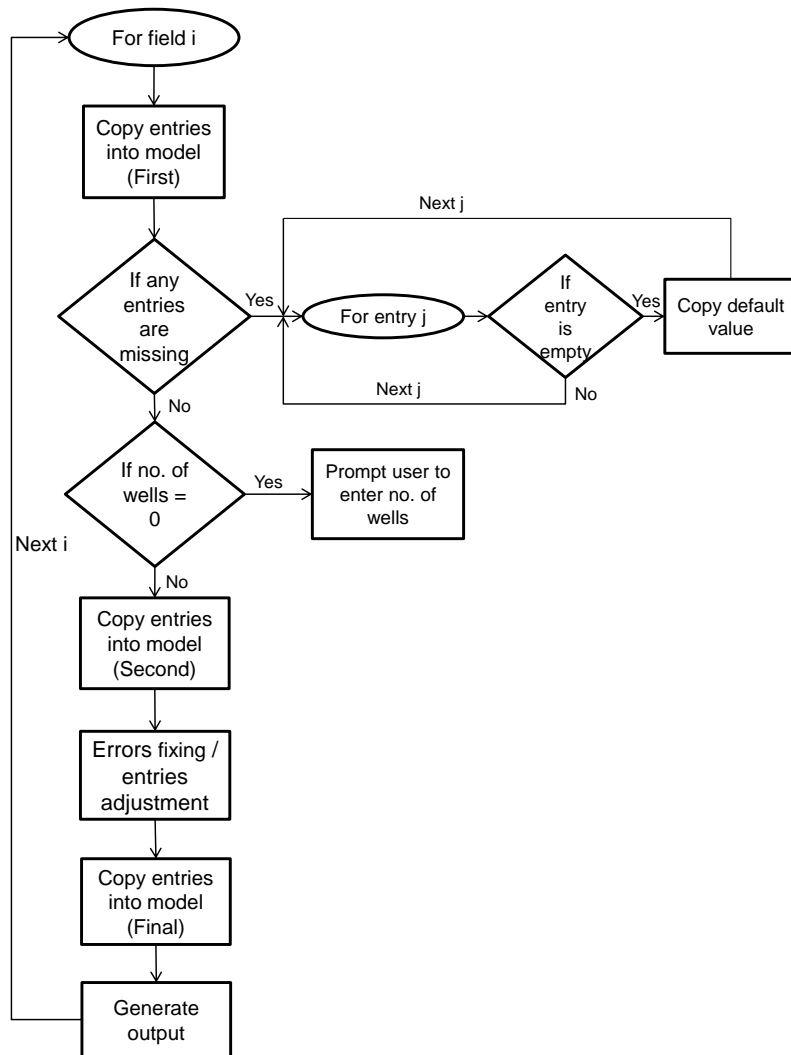 For field i
Copy entries
into model
(First)
Next j
If any
entries
are
missing
Yes
For entry j
If
entry
is
empty
Yes
Copy default
value
Next j
No
No
If no. of
wells =
0
Yes
Prompt user to
enter no. of
wells
Next i
No
Copy entries
into model
(Second)
Errors fixing /
entries
adjustment
Copy entries
into model
(Final)
Generate
output